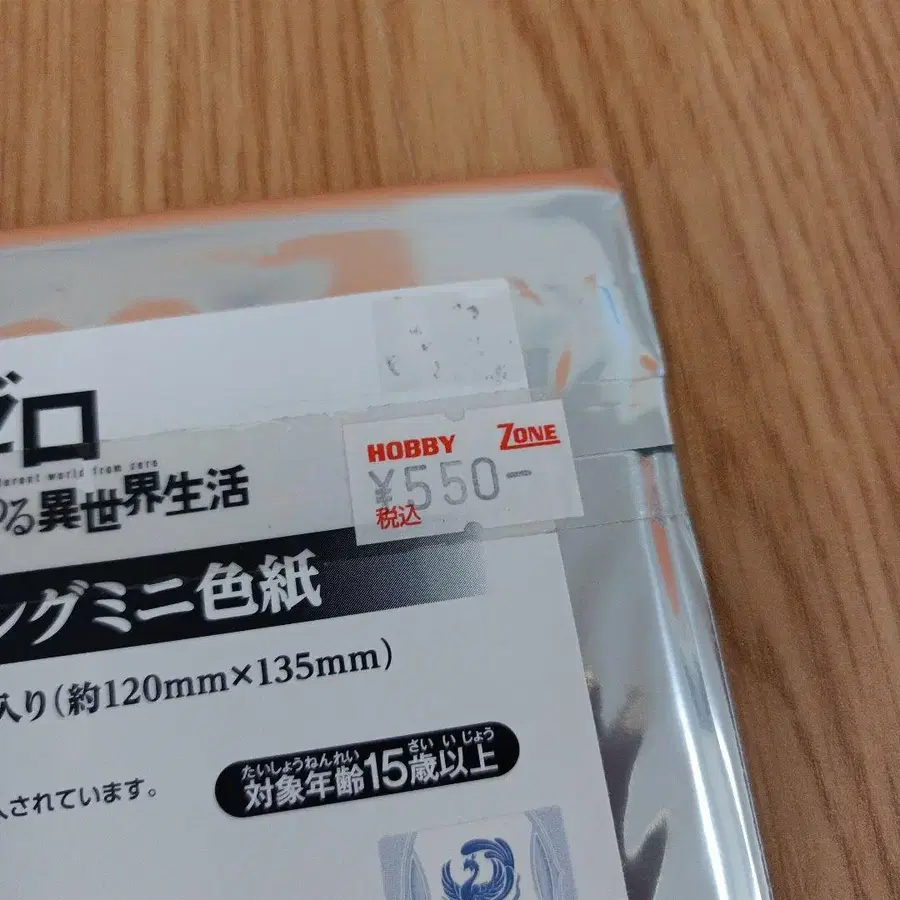 HOBBY ZONE
¥550-
税込
ゼロ
る異世界生活
ングミニ色紙
入り(約120mm×135mm)
たいしょうねんれい さい いじょう
対象年齢15歳以上
入されています。